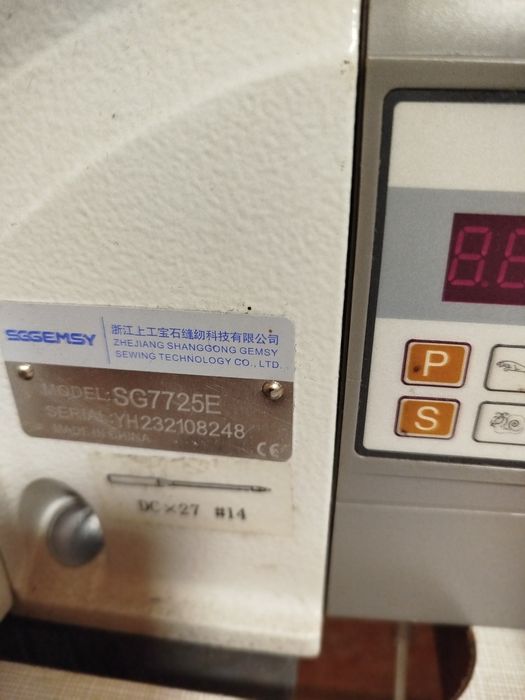 SGGEMSY
浙江上工宝石缝纫科技有限公司
ZHEJIANG SHANGGONG GEMSY
SEWING TECHNOLOGY CO., LTD.
MODEL:SG7725E
SERIAL:YH232108248
MADE IN CHINA
CE
DC×27 #14
P
S